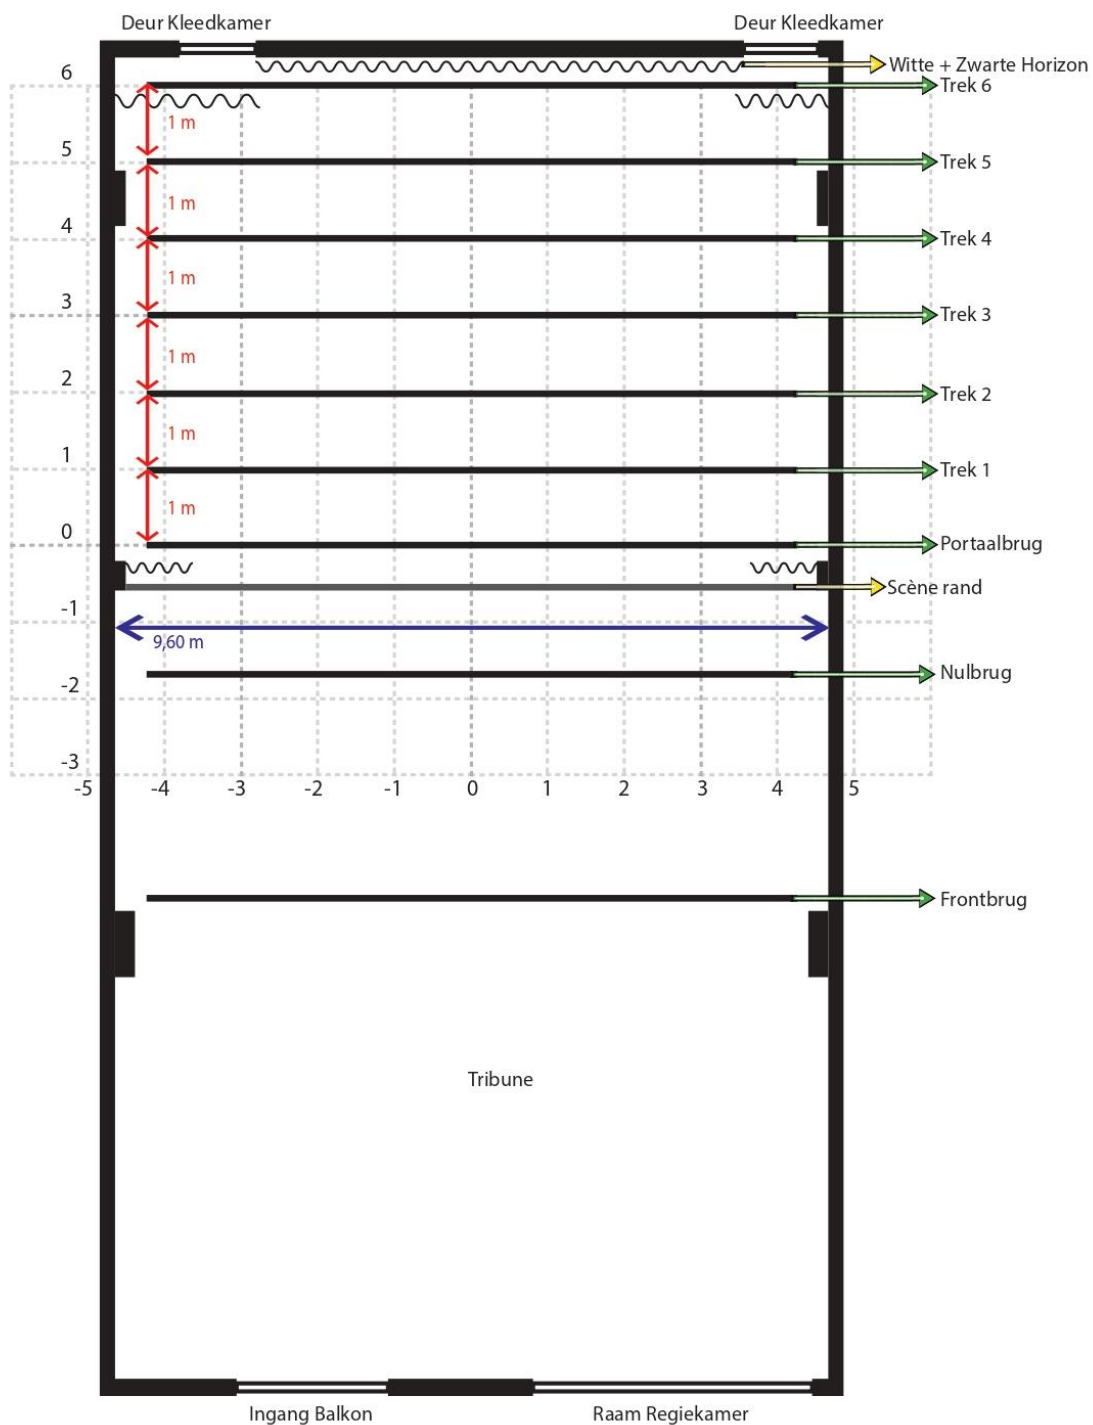 Deur Kleedkamer
Deur Kleedkamer
Witte + Zwarte Horizon
6
Trek 6
1 m
5
Trek 5
1 m
4
Trek 4
1 m
3
Trek 3
1 m
2
Trek 2
1 m
1
Trek 1
1 m
0
Portaalbrug
Scène rand
-1
9,60 m
Nulbrug
-2
-3
-5 -4 -3 -2 -1 0 1 2 3 4 5
Frontbrug
Tribune
Ingang Balkon
Raam Regiekamer